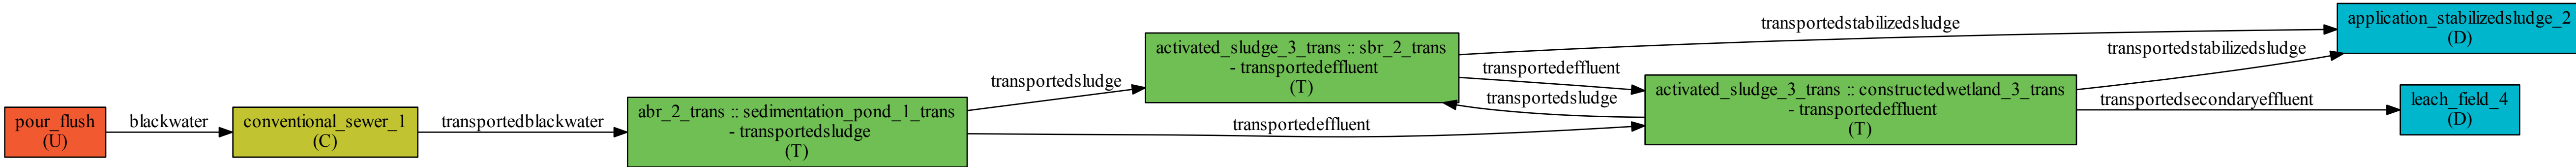 pour_flush
(U)
blackwater
conventional_sewer_1
(C)
transportedblackwater
abr_2_trans :: sedimentation_pond_1_trans
- transportedsludge
(T)
transportedsludge
transportedeffluent
activated_sludge_3_trans :: sbr_2_trans
- transportedeffluent
(T)
transportedstabilizedsludge
transportedeffluent
transportedsludge
activated_sludge_3_trans :: constructedwetland_3_trans
- transportedeffluent
(T)
transportedstabilizedsludge
transportedsecondaryeffluent
application_stabilizedsludge_2
(D)
leach_field_4
(D)